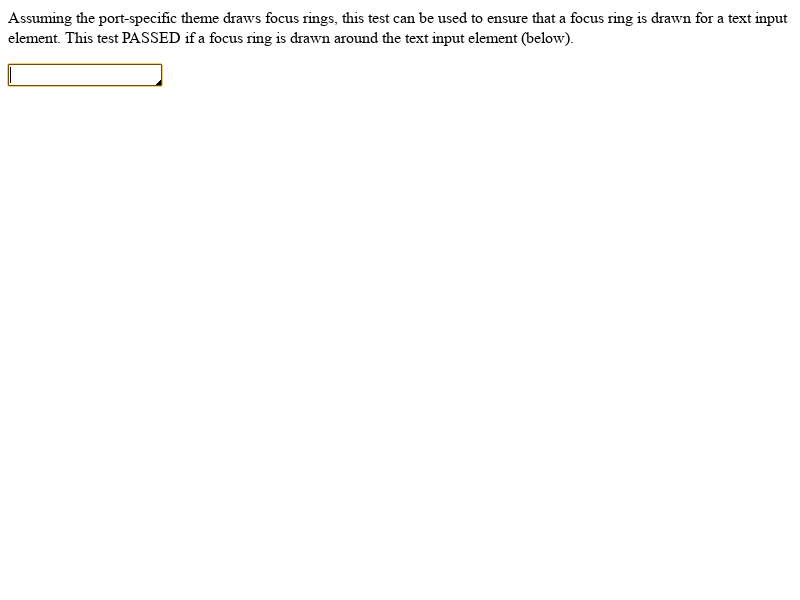 Assuming the port-specific theme draws focus rings, this test can be used to ensure that a focus ring is drawn for a text input
element. This test PASSED if a focus ring is drawn around the text input element (below).